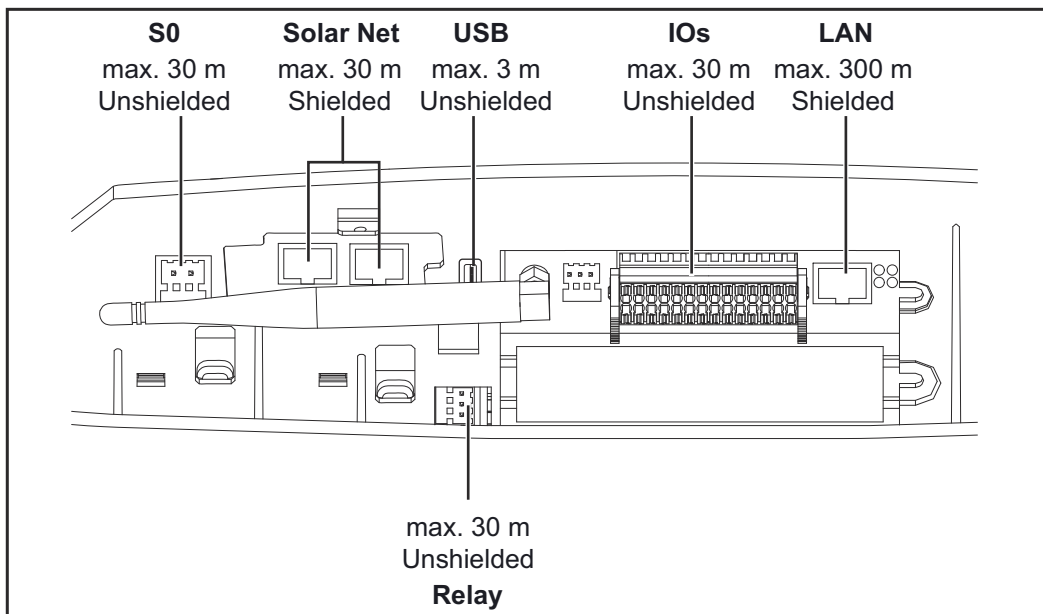 S0
max. 30 m
Unshielded
Solar Net
max. 30 m
Shielded
USB
max. 3 m
Unshielded
IOs
max. 30 m
Unshielded
LAN
max. 300 m
Shielded
max. 30 m
Unshielded
Relay